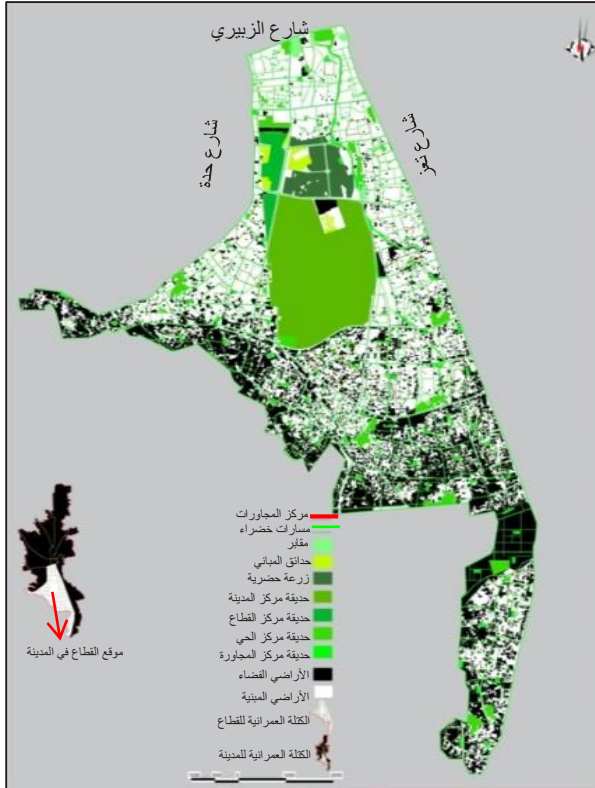 شارع الزبيري
شارع حدة
شارع تعز
مركز المجاورات
مسارات خضراء
مقابر
حدائق المباني
زرعة حضرية
حديقة مركز المدينة
حديقة مركز القطاع
حديقة مركز الحي
حديقة مركز المجاورة
الأراضي الفضاء
الأراضي المبنية
الكتلة العمرانية للقطاع
الكتلة العمرانية للمدينة
موقع القطاع في المدينة